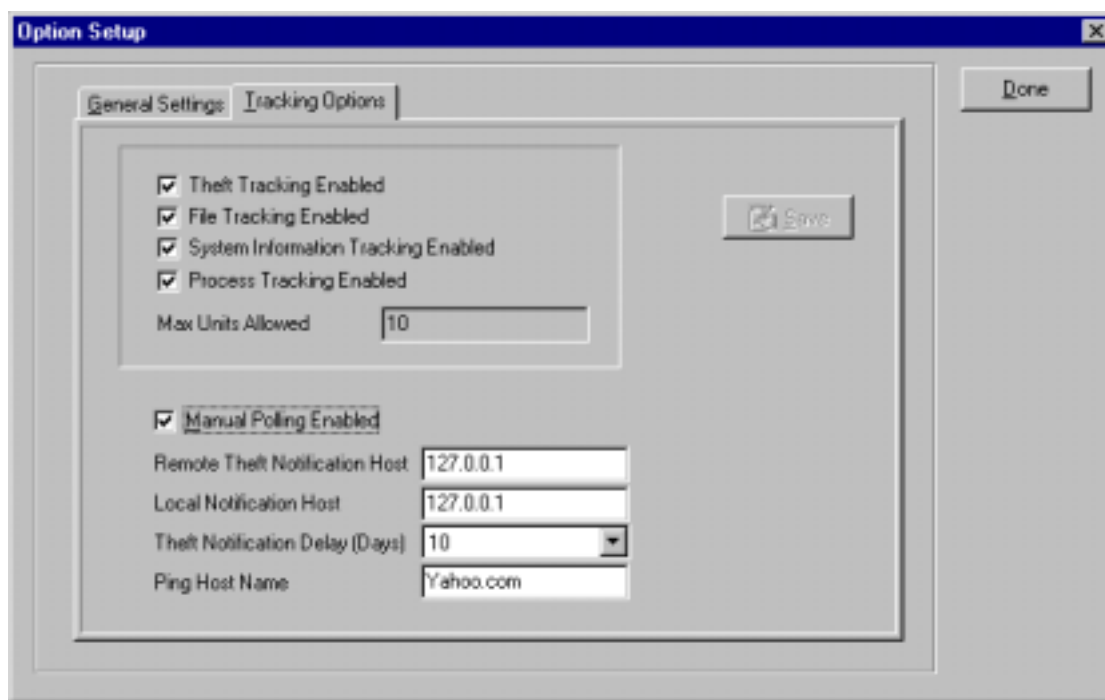 Option Setup
Done
General Settings
Tracking Options
Theft Tracking Enabled
File Tracking Enabled
System Information Tracking Enabled
Process Tracking Enabled
Max Units Allowed 10
Save
Manual Polling Enabled
Remote Theft Notification Host 127.0.0.1
Local Notification Host 127.0.0.1
Theft Notification Delay (Days) 10
Ping Host Name Yahoo.com